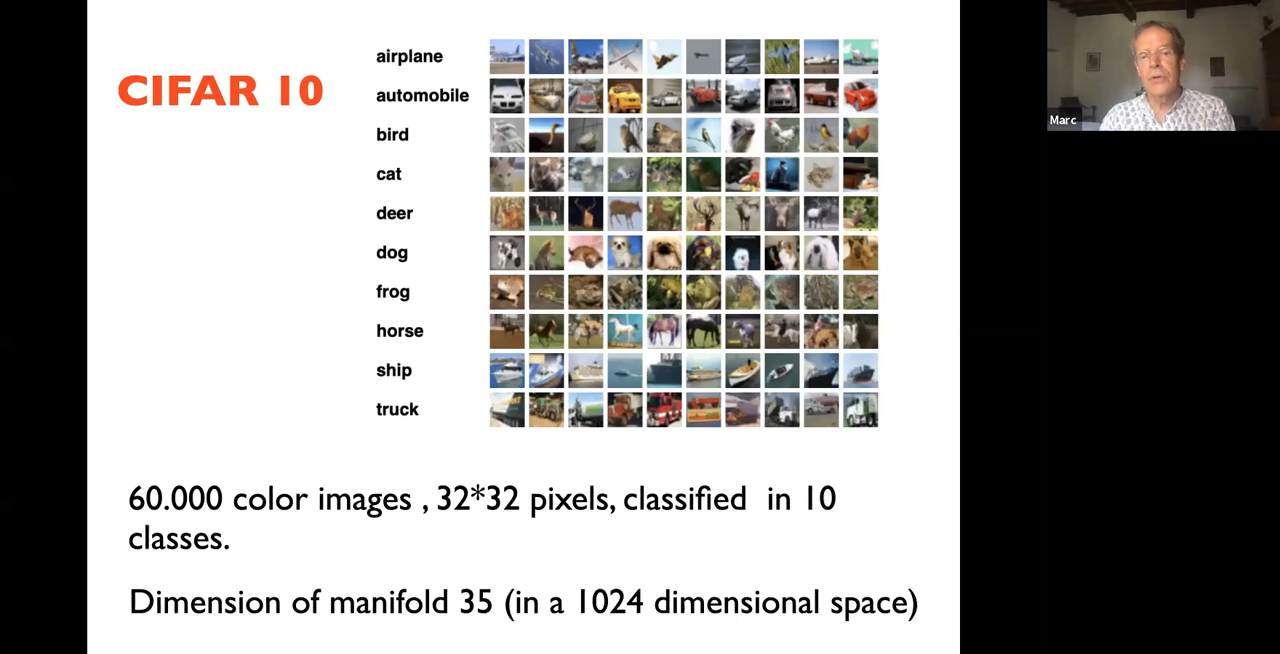 CIFAR 10
airplane
automobile
bird
cat
deer
dog
frog
horse
ship
truck
60.000 color images , 32*32 pixels, classified in 10
classes.
Dimension of manifold 35 (in a 1024 dimensional space)
Marc